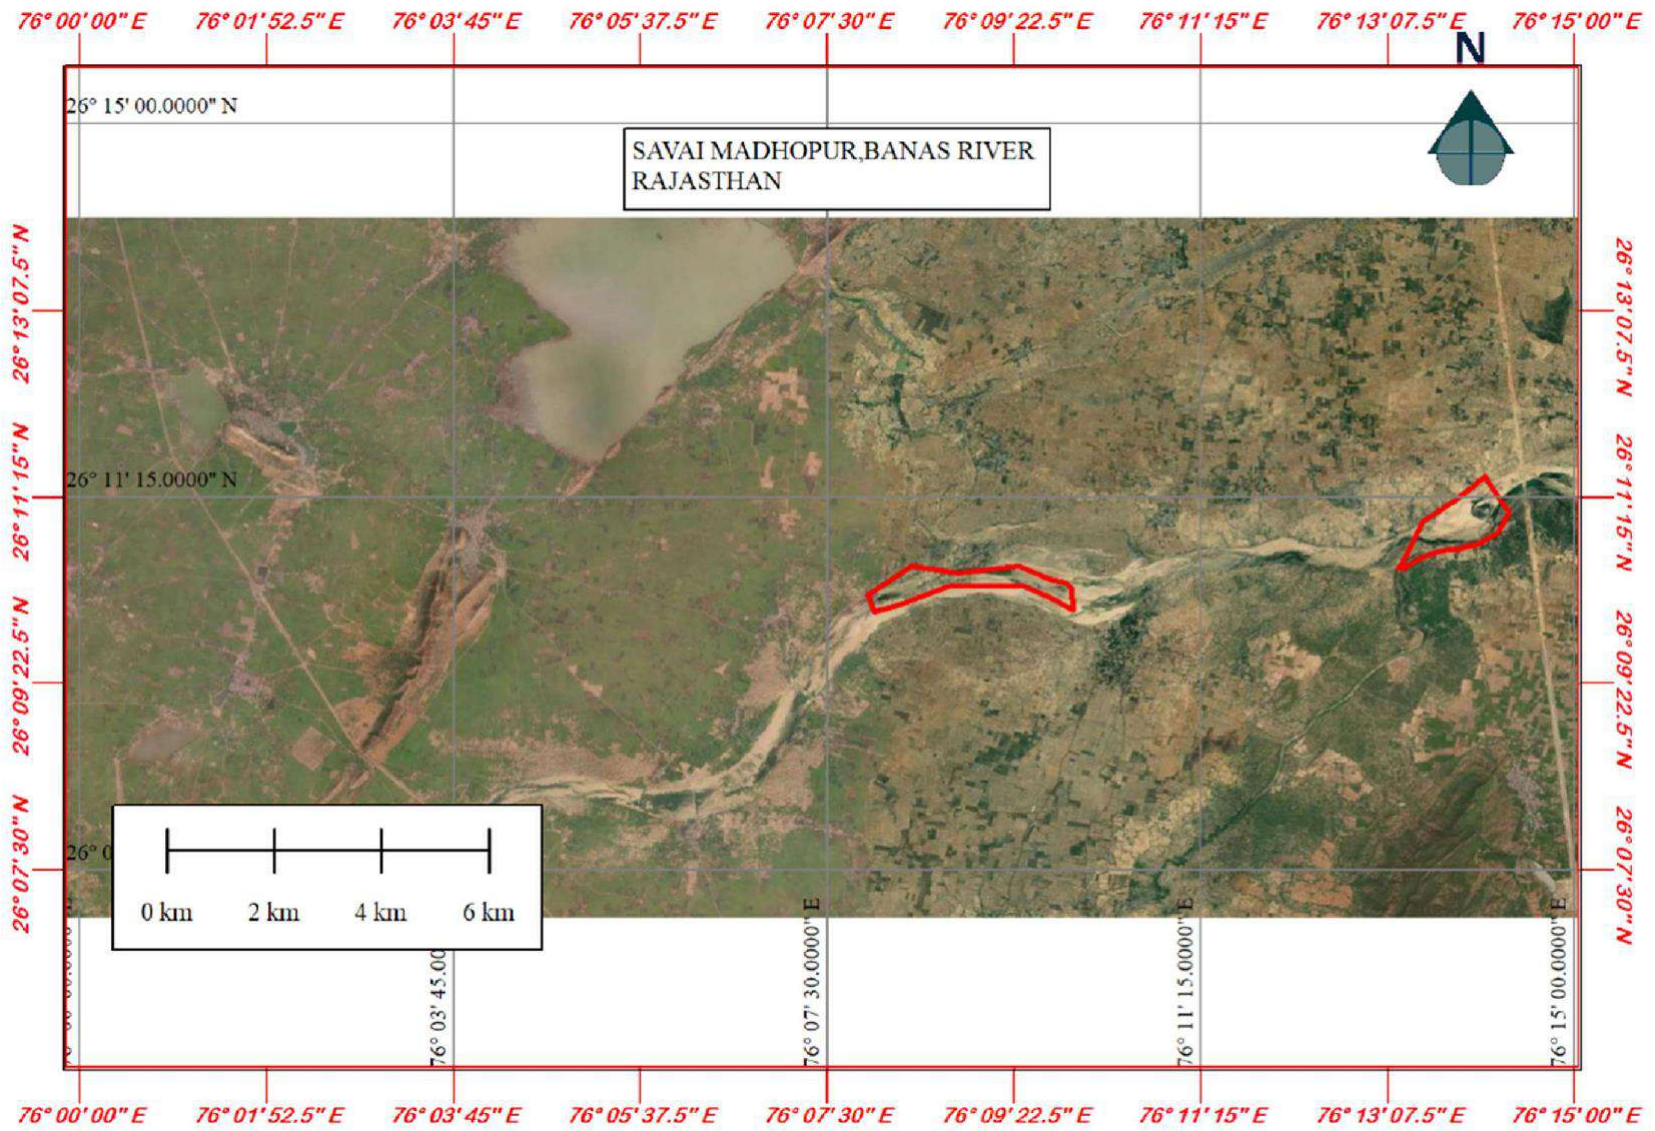 76° 00' 00" E 76° 01' 52.5" E 76° 03' 45" E 76° 05' 37.5" E 76° 07' 30" E 76° 09' 22.5" E 76° 11' 15" E 76° 13' 07.5" E 76° 15' 00" E
N
26° 15' 00.0000" N
SAVAI MADHOPUR,BANAS RIVER
RAJASTHAN
26° 13' 07.5" N
26° 13' 07.5" N
26° 11' 15.0000" N
26° 11' 15" N
26° 11' 15" N
26° 09' 22.5" N
26° 09' 22.5" N
26° 0
26° 07' 30" N
26° 07' 30" N
0 km 2 km 4 km 6 km
76° 03' 45.00
76° 07' 30.0000" E
76° 11' 15.0000" E
76° 15' 00.0000" E
76° 00' 00" E 76° 01' 52.5" E 76° 03' 45" E 76° 05' 37.5" E 76° 07' 30" E 76° 09' 22.5" E 76° 11' 15" E 76° 13' 07.5" E 76° 15' 00" E